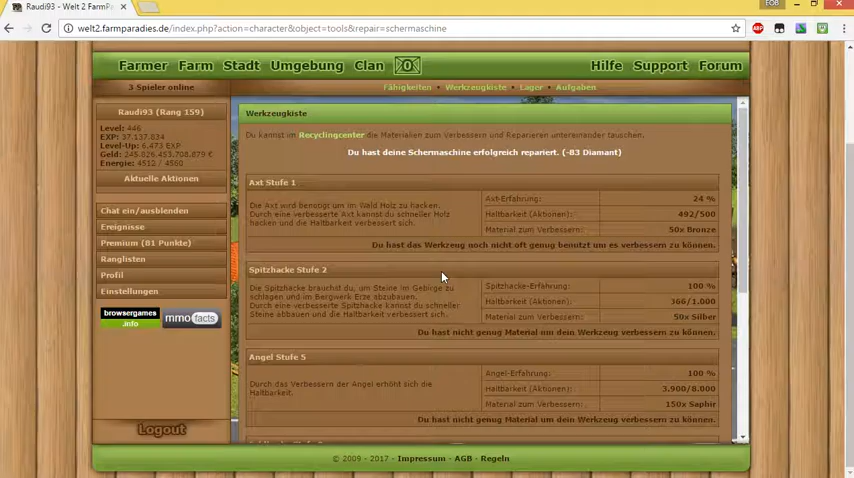 Raudi93 - Welt 2 FarmPar
FOB
welt2.farmparadies.de/index.php?action=character&object=tools&repair=schermaschine
ABP
Farmer Farm Stadt Umgebung Clan 0 Hilfe Support Forum
3 Spieler online
Fähigkeiten • Werkzeugkiste • Lager • Aufgaben
Raudi93 (Rang 159)
Level: 446
EXP: 37.137.834
Level-Up: 6.473 EXP
Geld: 245.826.453.708.879 €
Energie: 4512 / 4560
Aktuelle Aktionen
Chat ein/ausblenden
Ereignisse
Premium (81 Punkte)
Ranglisten
Profil
Einstellungen
browsergames
.info
mmofacts
Logout
Werkzeugkiste
Du kannst im Recyclingcenter die Materialien zum Verbessern und Reparieren untereinander tauschen.
Du hast deine Schermaschine erfolgreich repariert. (-83 Diamant)
Axt Stufe 1
Die Axt wird benötigt um im Wald Holz zu hacken.
Durch eine verbesserte Axt kannst du schneller Holz
hacken und die Haltbarkeit verbessert sich.
Axt-Erfahrung: 24 %
Haltbarkeit (Aktionen): 492/500
Material zum Verbessern: 50x Bronze
Du hast das Werkzeug noch nicht oft genug benutzt um es verbessern zu können.
Spitzhacke Stufe 2
Die Spitzhacke brauchst du, um Steine im Gebirge zu
schlagen und im Bergwerk Erze abzubauen.
Durch eine verbesserte Spitzhacke kannst du schneller
Steine abbauen und die Haltbarkeit verbessert sich.
Spitzhacke-Erfahrung: 100 %
Haltbarkeit (Aktionen): 366/1.000
Material zum Verbessern: 50x Silber
Du hast nicht genug Material um dein Werkzeug verbessern zu können.
Angel Stufe 5
Durch das Verbessern der Angel erhöht sich die
Haltbarkeit.
Angel-Erfahrung: 100 %
Haltbarkeit (Aktionen): 3.900/8.000
Material zum Verbessern: 150x Saphir
Du hast nicht genug Material um dein Werkzeug verbessern zu können.
© 2009 - 2017 - Impressum - AGB - Regeln